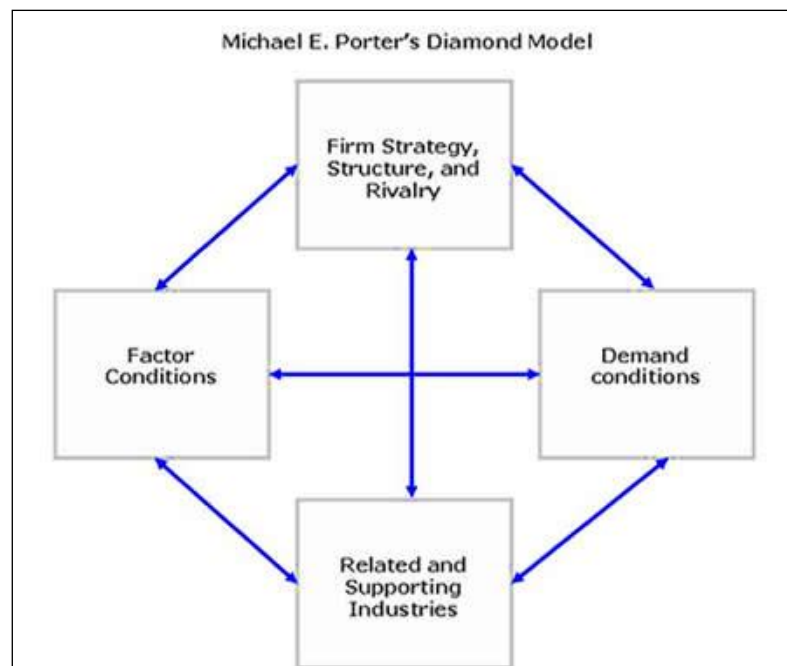 Michael E. Porter's Diamond Model
Firm Strategy,
Structure, and
Rivalry
Factor
Conditions
Demand
conditions
Related and
Supporting
Industries